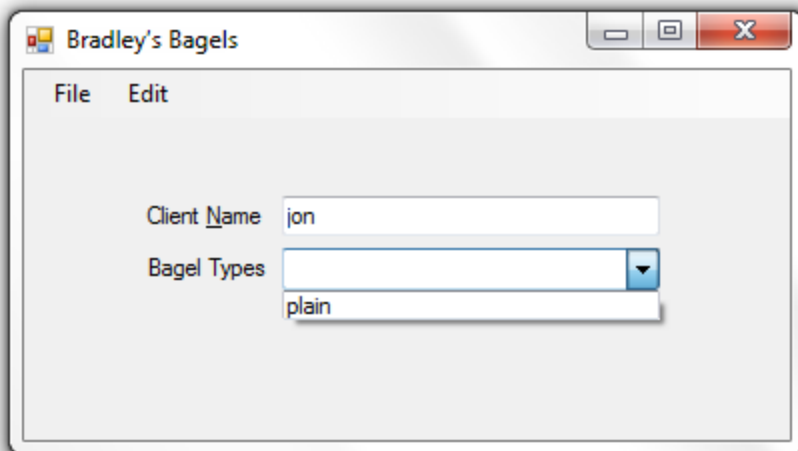 Bradley's Bagels
File Edit
Client Name jon
Bagel Types
plain